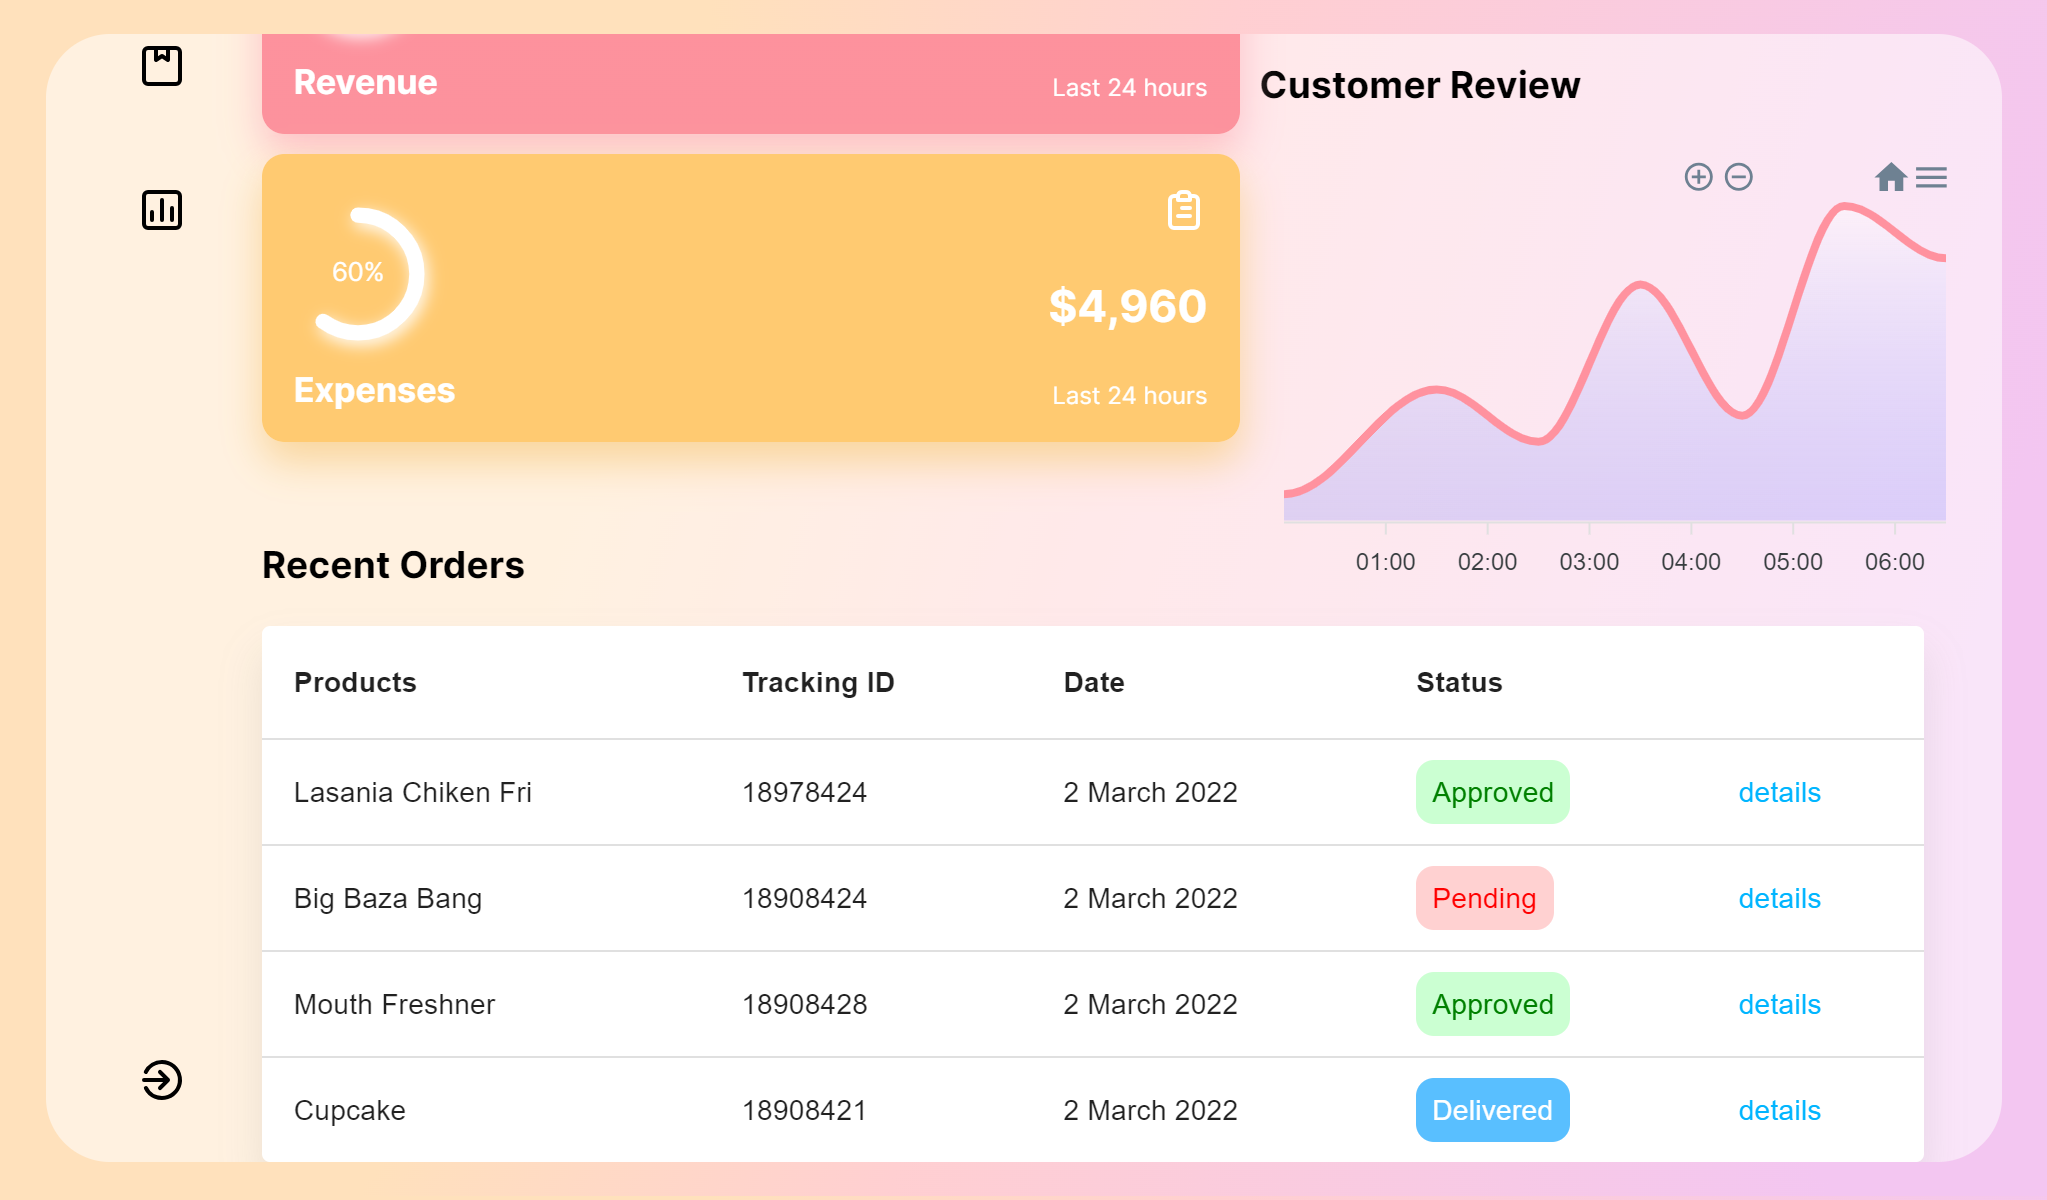 Revenue
Last 24 hours
60%
$4,960
Expenses
Last 24 hours
Customer Review
01:00 02:00 03:00 04:00 05:00 06:00
Recent Orders
Products Tracking ID Date Status
Lasania Chiken Fri 18978424 2 March 2022 Approved details
Big Baza Bang 18908424 2 March 2022 Pending details
Mouth Freshner 18908428 2 March 2022 Approved details
Cupcake 18908421 2 March 2022 Delivered details